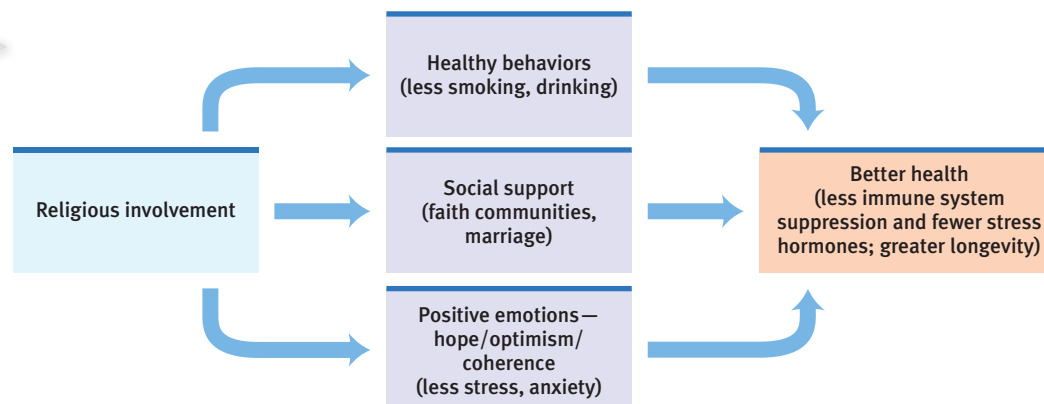 Healthy behaviors
(less smoking, drinking)
Religious involvement
Social support
(faith communities,
marriage)
Better health
(less immune system
suppression and fewer stress
hormones; greater longevity)
Positive emotions—
hope/optimism/
coherence
(less stress, anxiety)